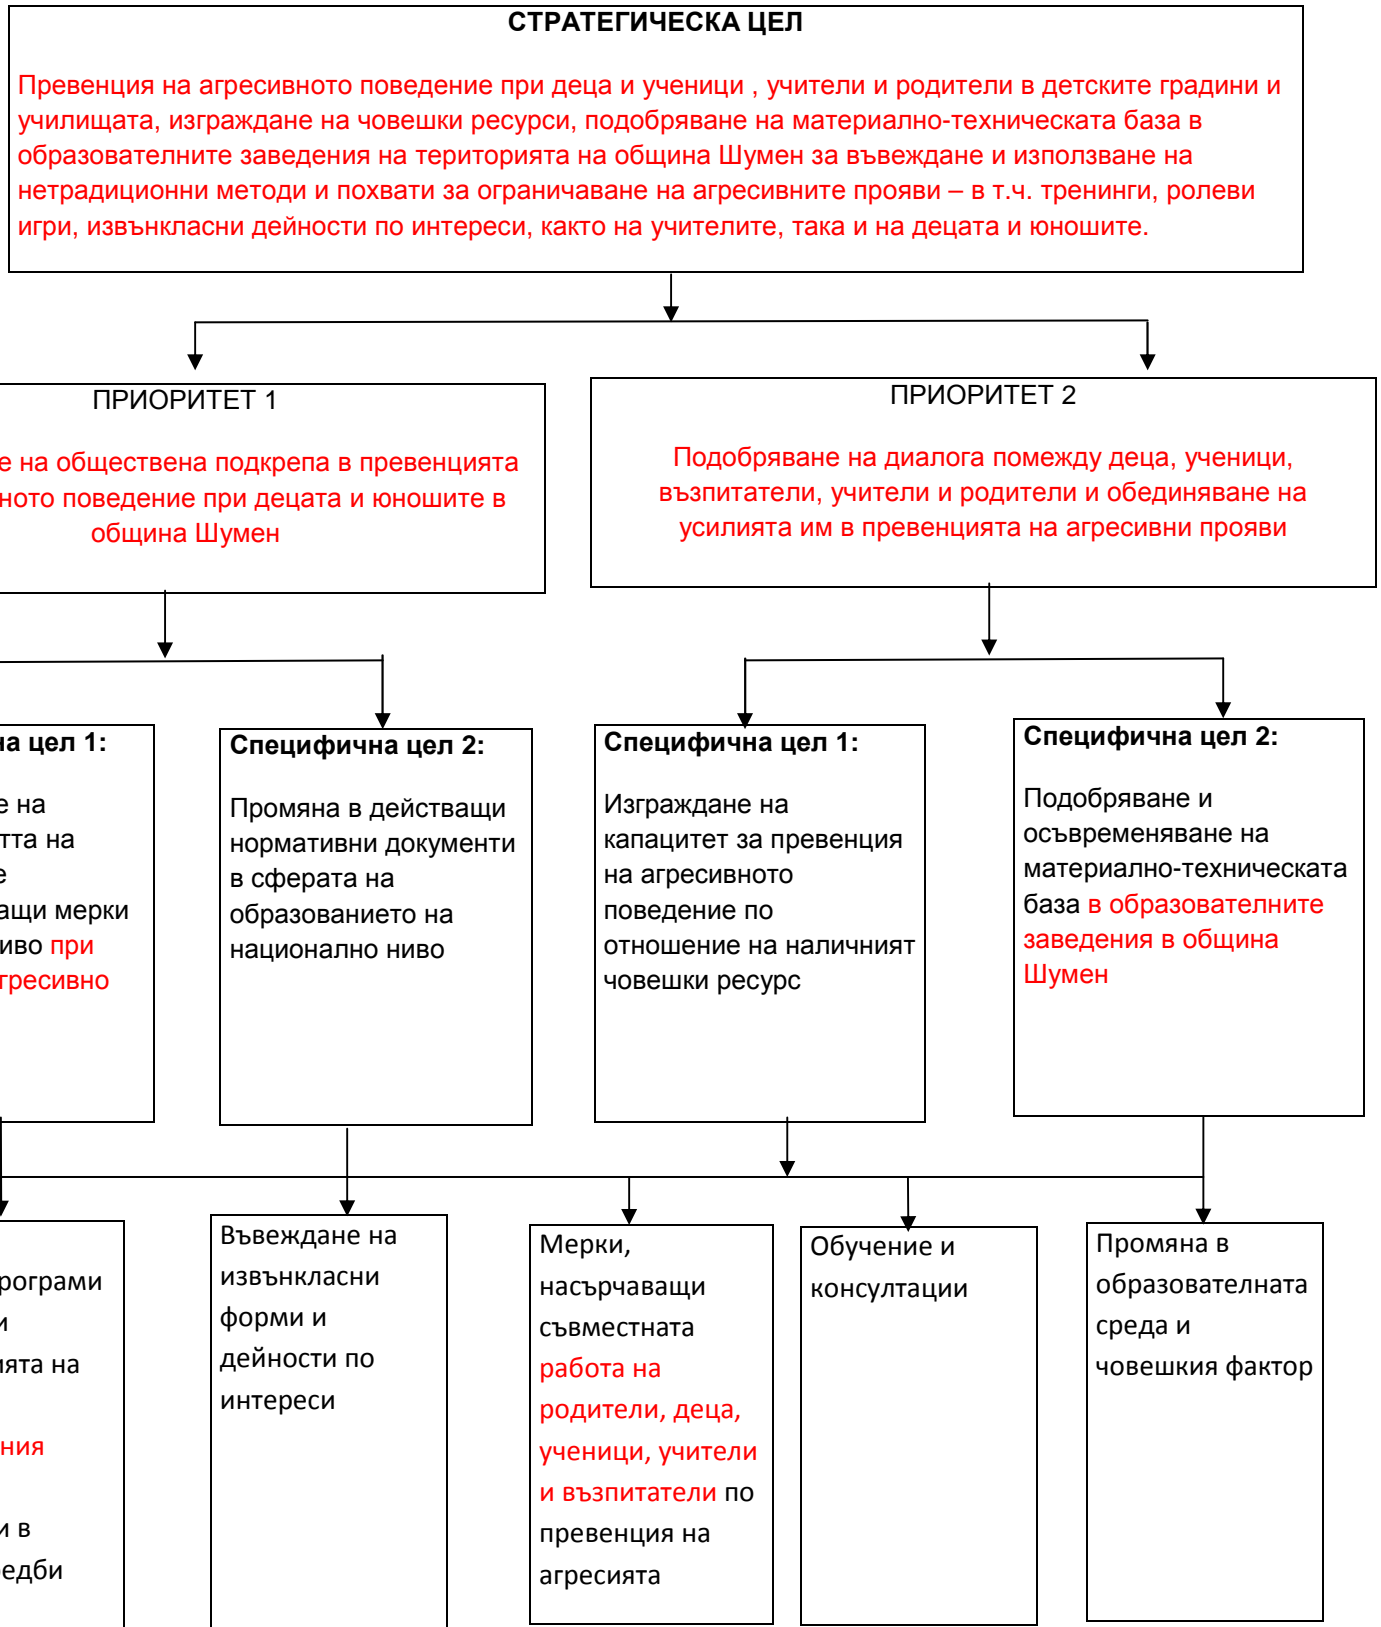 СТРАТЕГИЧЕСКА ЦЕЛ
Превенция на агресивното поведение при деца и ученици , учители и родители в детските градини и
училищата, изграждане на човешки ресурси, подобряване на материално-техническата база в
образователните заведения на територията на община Шумен за въвеждане и използване на
нетрадиционни методи и похвати за ограничаване на агресивните прояви – в т.ч. тренинги, ролеви
игри, извънкласни дейности по интереси, както на учителите, така и на децата и юношите.
ПРИОРИТЕТ 1
е на обществена подкрепа в превенцията
ното поведение при децата и юношите в
община Шумен
ПРИОРИТЕТ 2
Подобряване на диалога помежду деца, ученици,
възпитатели, учители и родители и обединяване на
усилията им в превенцията на агресивни прояви
на цел 1:
е на
тта на
е
ащи мерки
иво при
гресивно
Специфична цел 2:
Промяна в действащи
нормативни документи
в сферата на
образованието на
национално ниво
Специфична цел 1:
Изграждане на
капацитет за превенция
на агресивното
поведение по
отношение на наличният
човешки ресурс
Специфична цел 2:
Подобряване и
осъвременяване на
материално-техническата
база в образователните
заведения в община
Шумен
рограми
и
ята на
ния
и в
едби
Въвеждане на
извънкласни
форми и
дейности по
интереси
Мерки,
насърчаващи
съвместната
работа на
родители, деца,
ученици, учители
и възпитатели по
превенция на
агресията
Обучение и
консултации
Промяна в
образователната
среда и
човешкия фактор